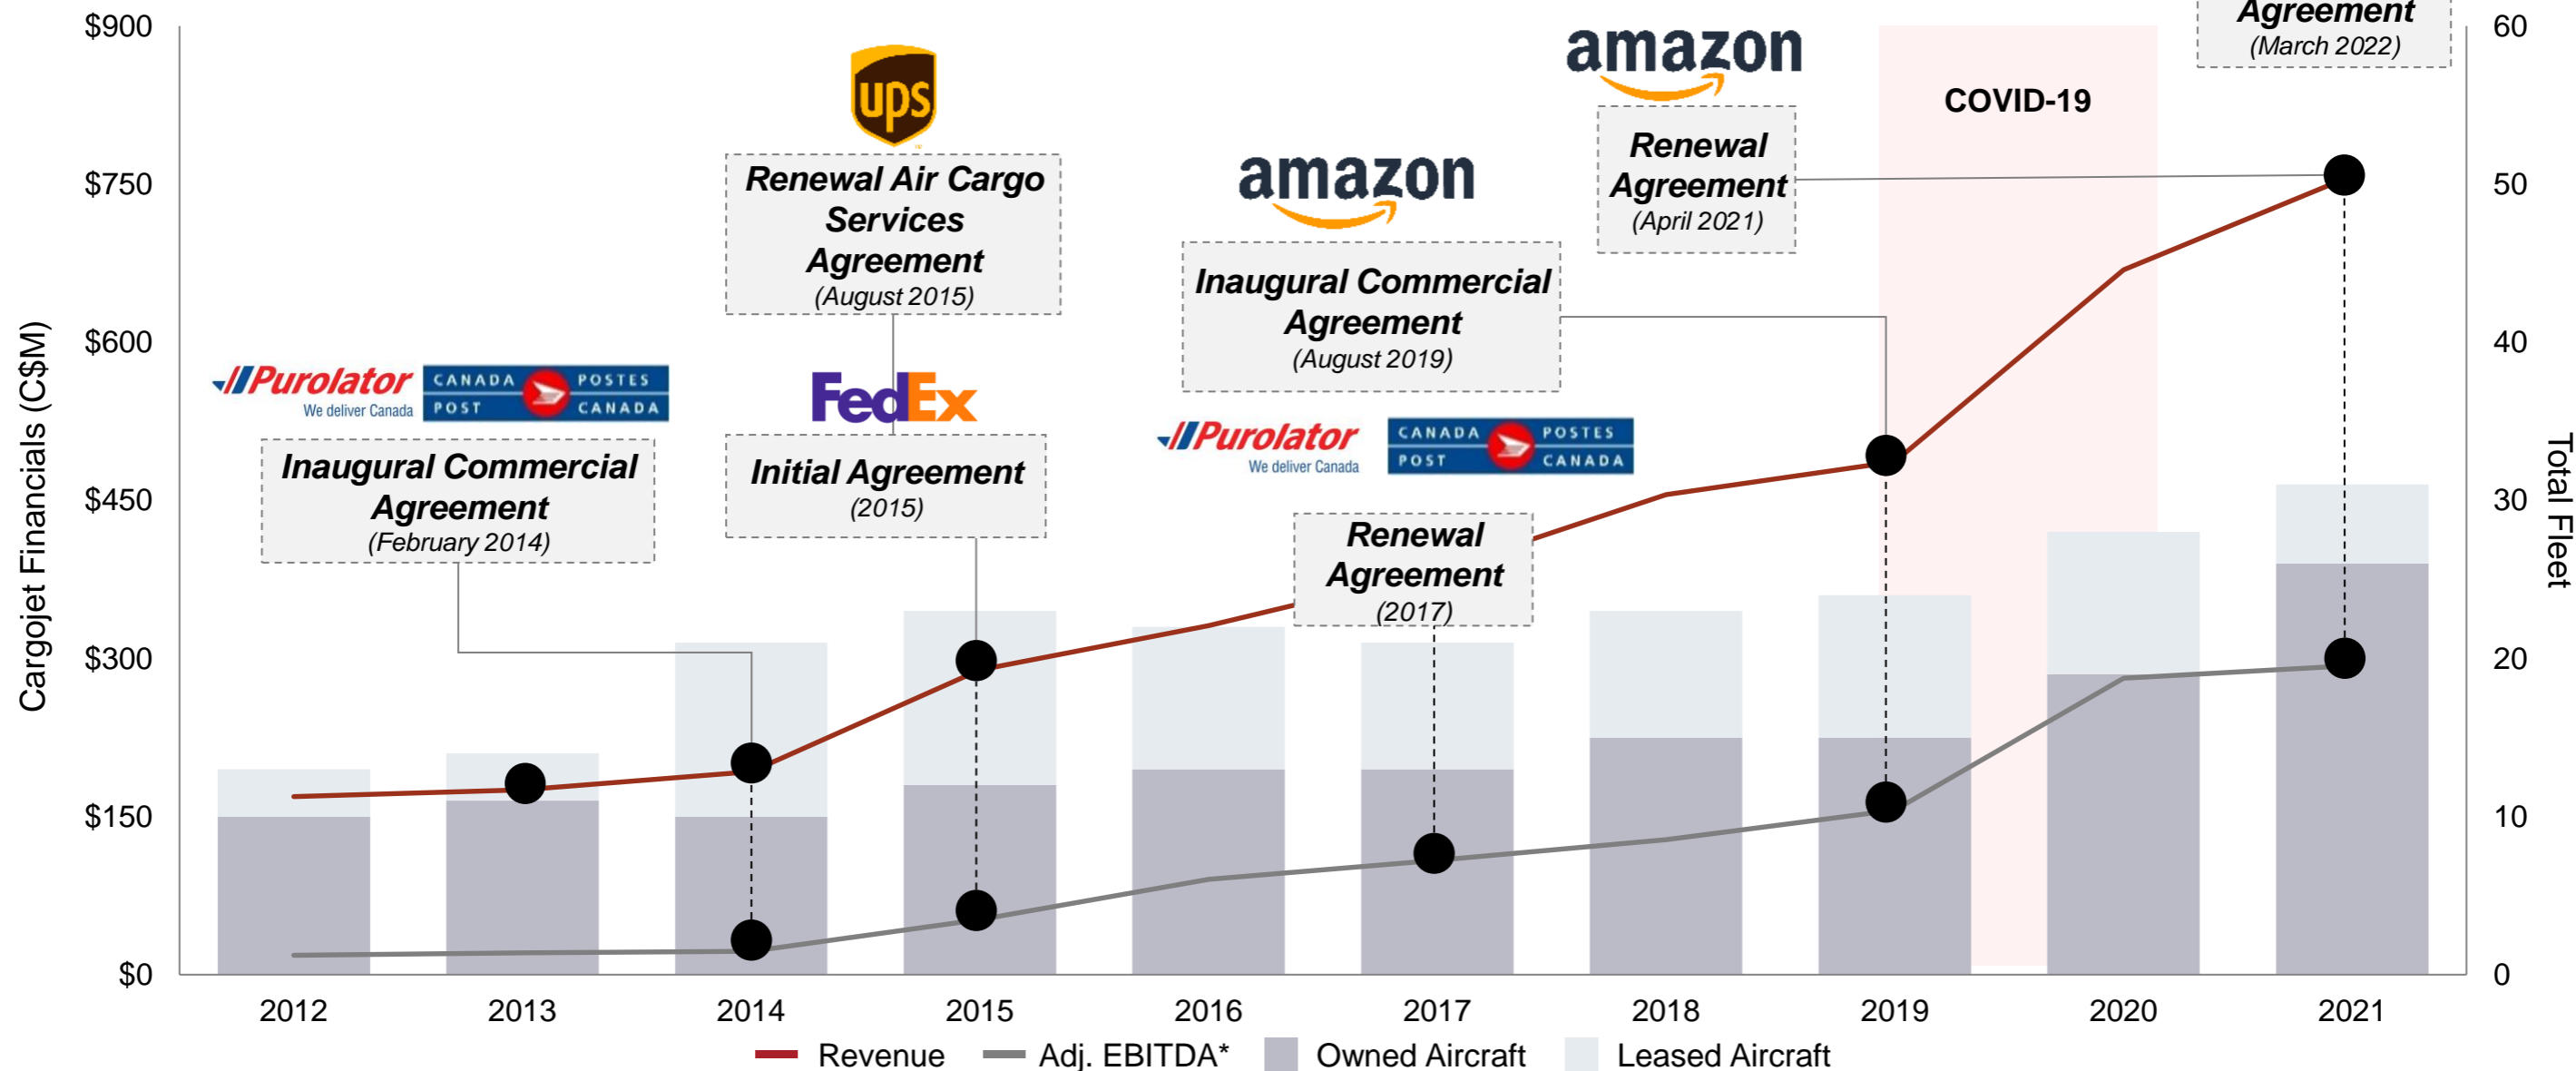 Agreement
(March 2022)
$900
$750
$600
$450
$300
$150
$0
Cargojet Financials (C$M)
60
50
40
30
20
10
0
Total Fleet
ups
Renewal Air Cargo
Services
Agreement
(August 2015)
amazon
Renewal
Agreement
(April 2021)
COVID-19
amazon
Inaugural Commercial
Agreement
(August 2019)
Purolator
We deliver Canada
CANADA POSTES
POST CANADA
Inaugural Commercial
Agreement
(February 2014)
FedEx
Initial Agreement
(2015)
Purolator
We deliver Canada
CANADA POSTES
POST CANADA
Renewal
Agreement
(2017)
2012 2013 2014 2015 2016 2017 2018 2019 2020 2021
Revenue Adj. EBITDA* Owned Aircraft Leased Aircraft